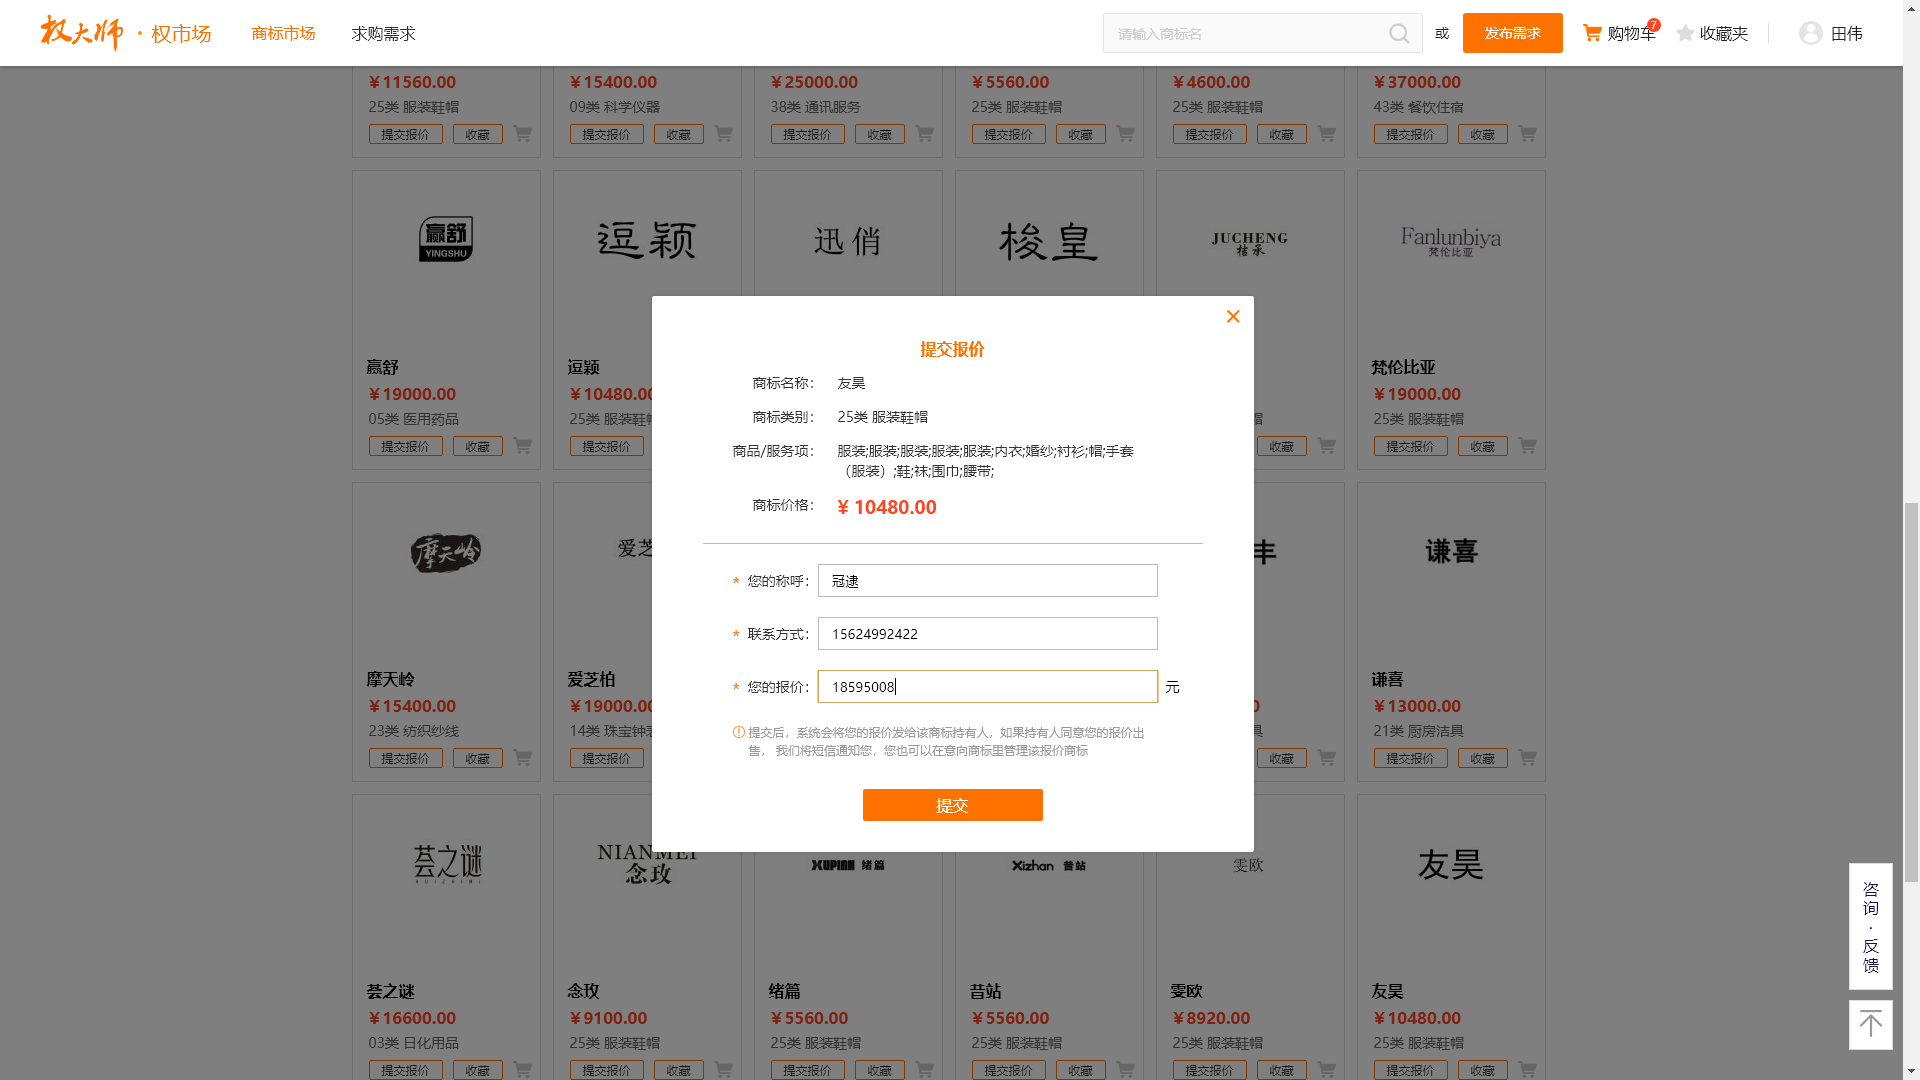 权大师 · 权市场 商标市场 求购需求 请输入商标名 或 发布需求 购物车 7 收藏夹 田伟
¥11560.00 ¥15400.00 ¥25000.00 ¥5560.00 ¥4600.00 ¥37000.00
25类 服装鞋帽 09类 科学仪器 38类 通讯服务 25类 服装鞋帽 25类 服装鞋帽 43类 餐饮住宿
提交报价 收藏 提交报价 收藏 提交报价 收藏 提交报价 收藏 提交报价 收藏 提交报价 收藏
赢舒 YINGSHU 逗颖 迅俏 梭皇 JUCHENG 桔承 Fanlunbiya 梵伦比亚
赢舒 逗颖 梵伦比亚
¥19000.00 ¥10480.00 ¥19000.00
05类 医用药品 25类 服装鞋帽 25类 服装鞋帽
提交报价 收藏 提交报价 收藏 提交报价 收藏
提交报价
商标名称： 友昊
商标类别： 25类 服装鞋帽
商品/服务项： 服装;服装;服装;服装;服装;内衣;婚纱;衬衫;帽;手套
（服装）;鞋;袜;围巾;腰带;
商标价格： ¥ 10480.00
* 您的称呼： 冠逮
* 联系方式： 15624992422
* 您的报价： 18595008 元
提交后，系统会将您的报价发给该商标持有人，如果持有人同意您的报价出
售， 我们将短信通知您，您也可以在意向商标里管理该报价商标
提交
摩天岭 爱芝 丰 谦喜
摩天岭 爱芝柏 谦喜
¥15400.00 ¥19000.00 0 ¥13000.00
23类 纺织纱线 14类 珠宝钟表 具 21类 厨房洁具
提交报价 收藏 提交报价 收藏 提交报价 收藏
荟之谜 HUIZHIMI NIANMEI 念玫 XUPIAN 绪篇 Xizhan 昔站 雯欧 友昊
荟之谜 念玫 绪篇 昔站 雯欧 友昊
¥16600.00 ¥9100.00 ¥5560.00 ¥5560.00 ¥8920.00 ¥10480.00
03类 日化用品 25类 服装鞋帽 25类 服装鞋帽 25类 服装鞋帽 25类 服装鞋帽 25类 服装鞋帽
提交报价 收藏 提交报价 收藏 提交报价 收藏 提交报价 收藏 提交报价 收藏 提交报价 收藏
咨询·反馈